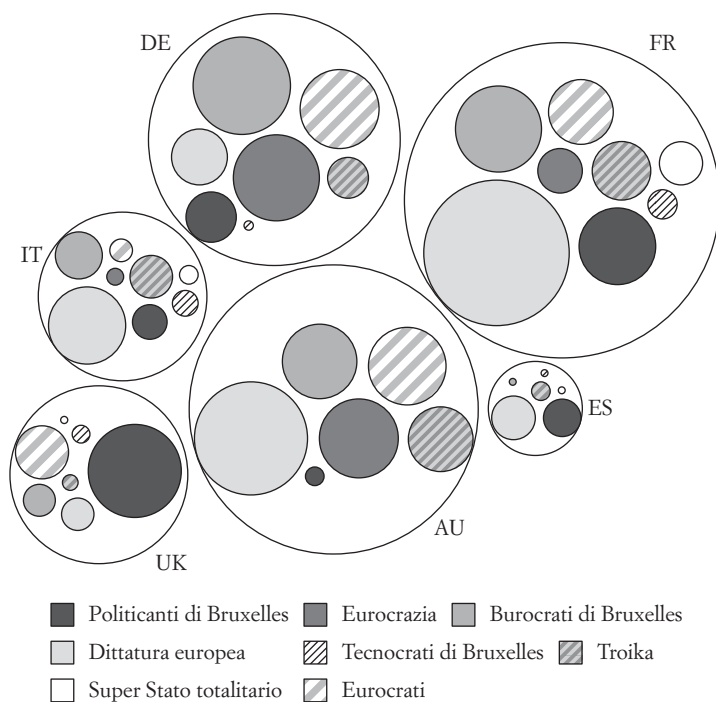 DE
FR
IT
ES
AU
UK
Politicanti di Bruxelles Eurocrazia Burocrati di Bruxelles
Dittatura europea Tecnocrati di Bruxelles Troika
Super Stato totalitario Eurocrati